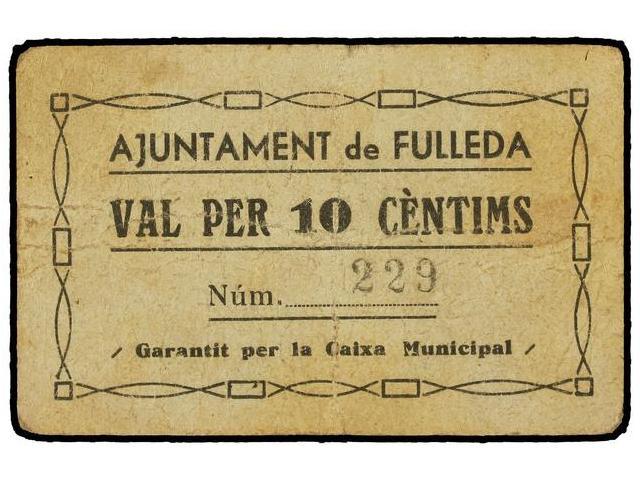 AJUNTAMENT de FULLEDA
VAL PER 10 CÈNTIMS
Núm. 229
Garantit per la Caixa Municipal